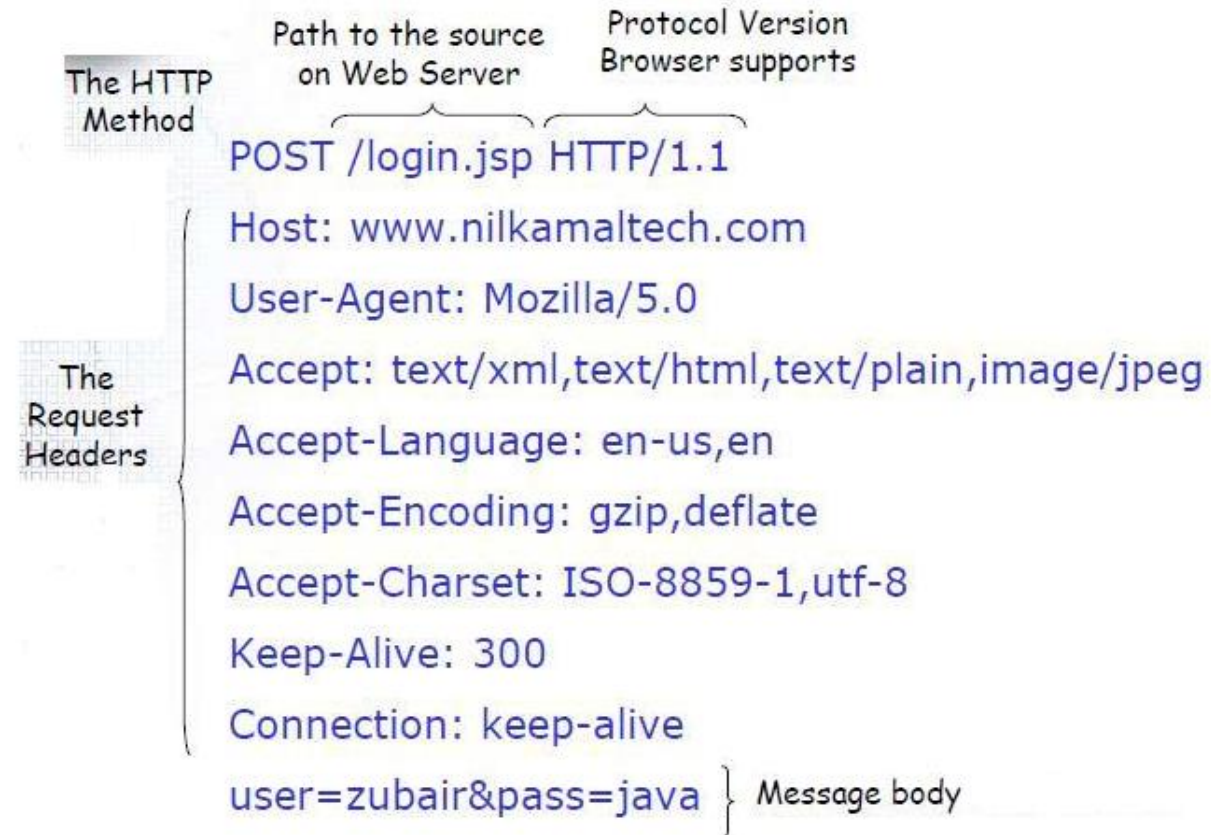 Path to the source
on Web Server
Protocol Version
Browser supports
The HTTP
Method
POST /login.jsp HTTP/1.1
Host: www.nilkamaltech.com
User-Agent: Mozilla/5.0
Accept: text/xml,text/html,text/plain,image/jpeg
The
Request
Headers
Accept-Language: en-us,en
Accept-Encoding: gzip,deflate
Accept-Charset: ISO-8859-1,utf-8
Keep-Alive: 300
Connection: keep-alive
user=zubair&pass=java
Message body